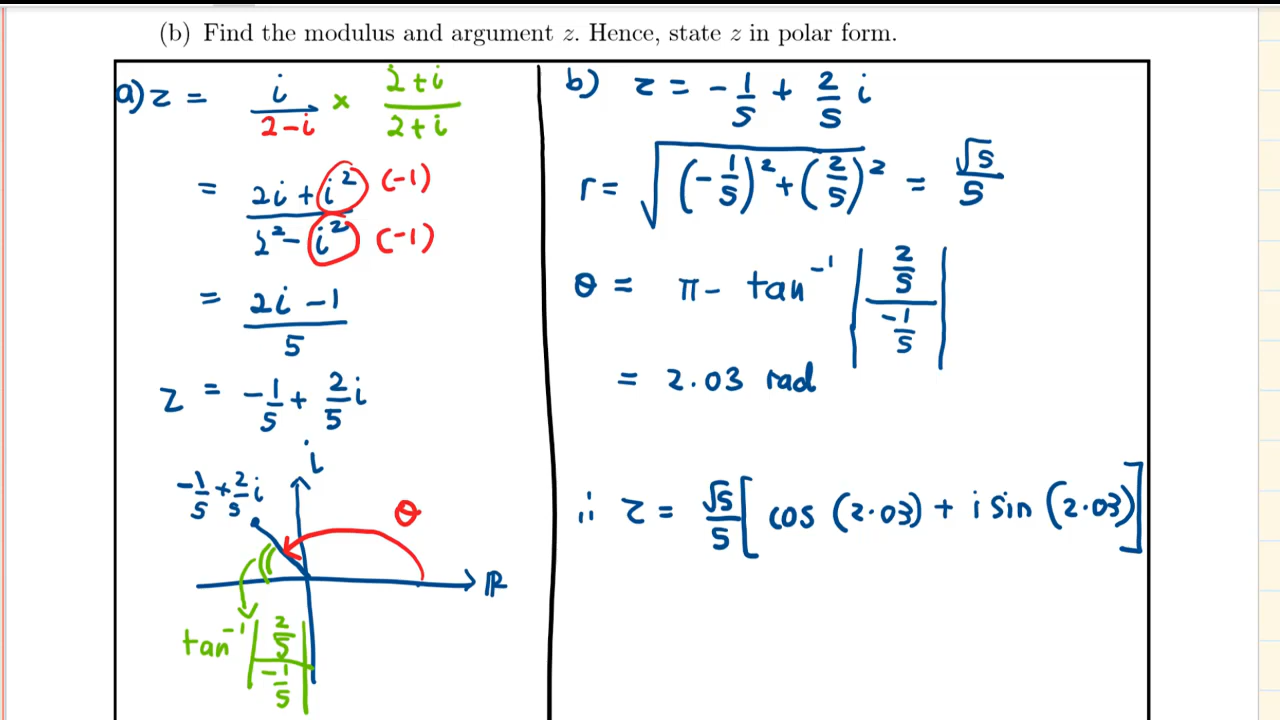 (b) Find the modulus and argument z. Hence, state z in polar form.
a) z = i/(2-i) × (2+i)/(2+i)
= (2i + i²)/(2² - i²) (-1) (-1)
= (2i - 1)/5
z = -1/5 + 2/5 i
i
-1/5 + 2/5 i
θ
ℝ
tan⁻¹ |(2/5)/(-1/5)|
b) z = -1/5 + 2/5 i
r = √((-1/5)² + (2/5)²) = √5/5
θ = π - tan⁻¹ |(2/5)/(-1/5)|
= 2.03 rad
∴ z = √5/5 [cos (2.03) + i sin (2.03)]